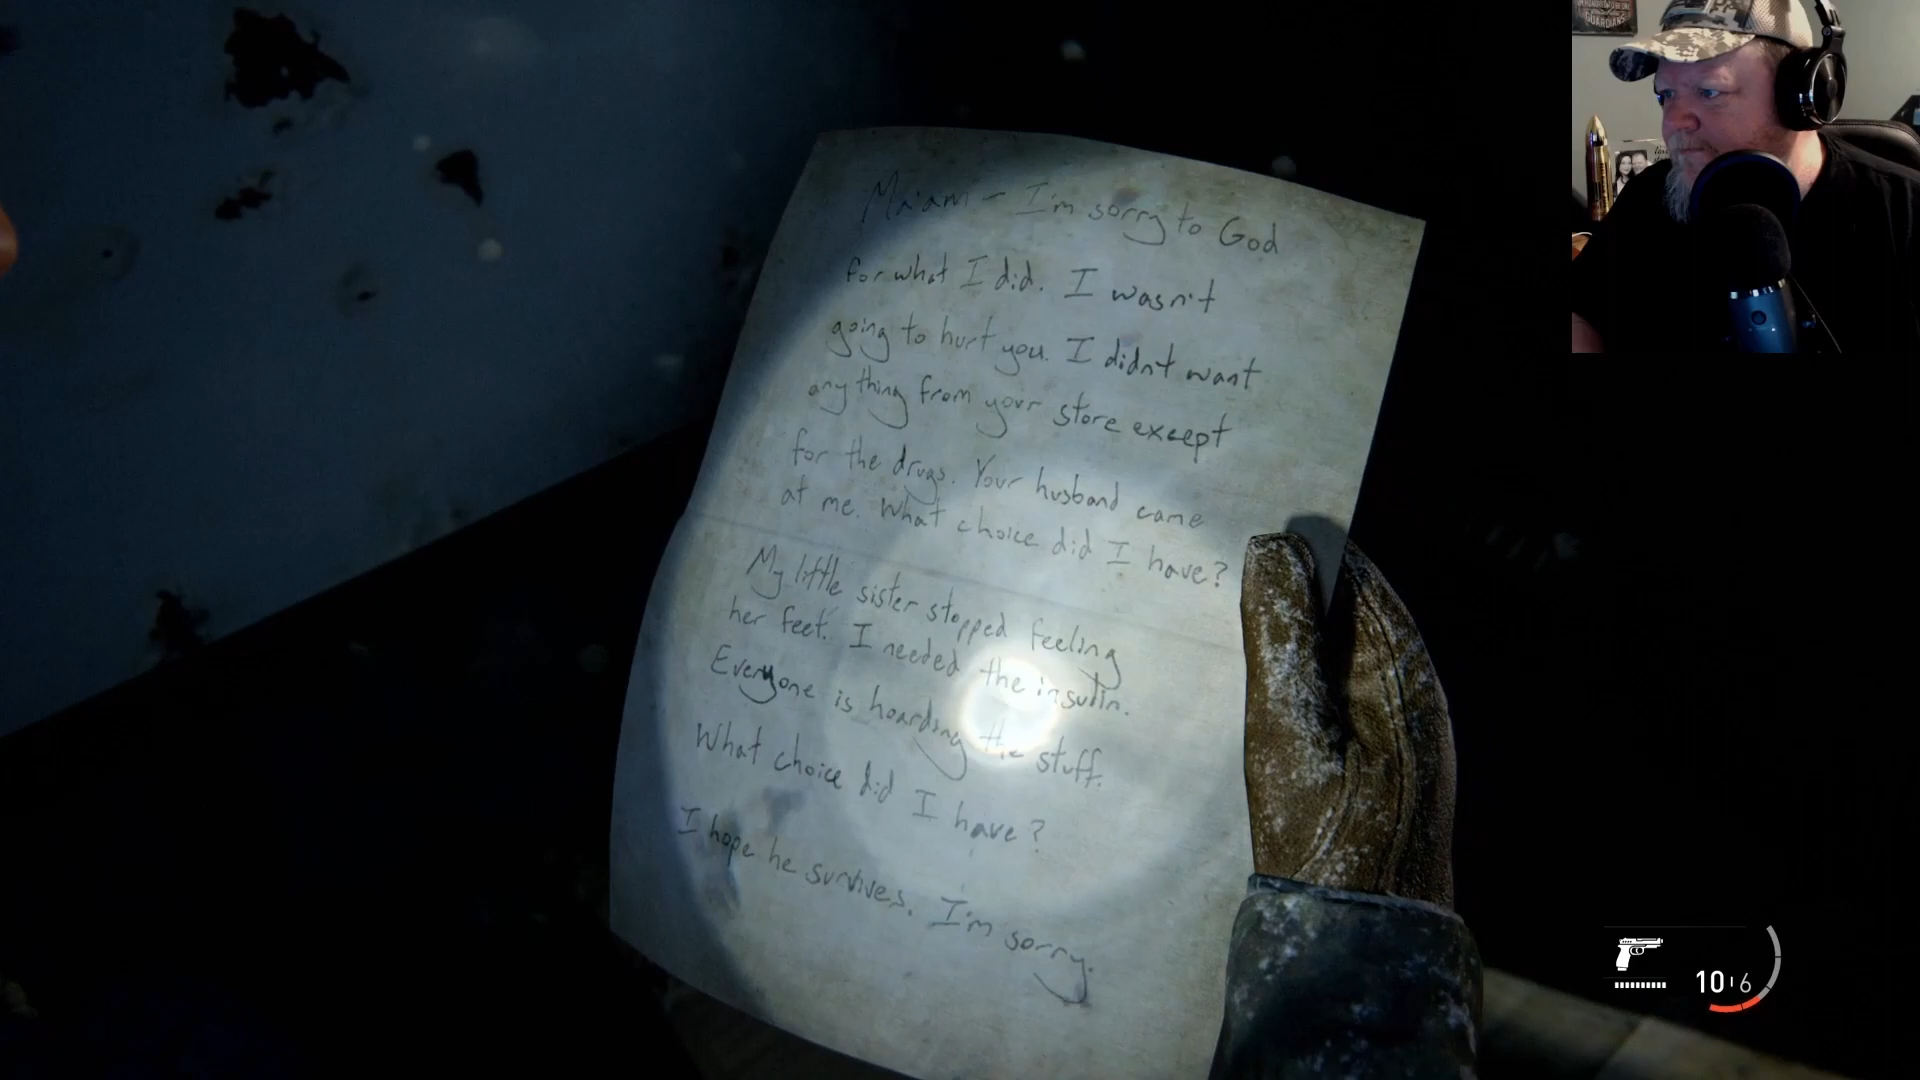 GUARDIANS
Ma'am - I'm sorry to God
for what I did. I wasn't
going to hurt you. I didn't want
anything from your store except
for the drugs. Your husband came
at me. What choice did I have?
My little sister stopped feeling
her feet. I needed the insulin.
Everyone is hoarding the stuff.
What choice did I have?
I hope he survives. I'm sorry.
10 6